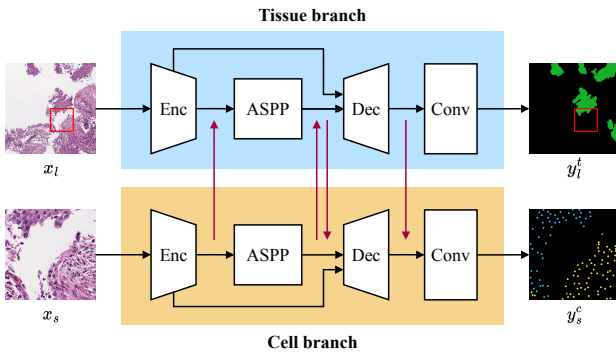 Tissue branch
Enc
ASPP
Dec
Conv
x_l
y_l^t
Enc
ASPP
Dec
Conv
x_s
y_s^c
Cell branch